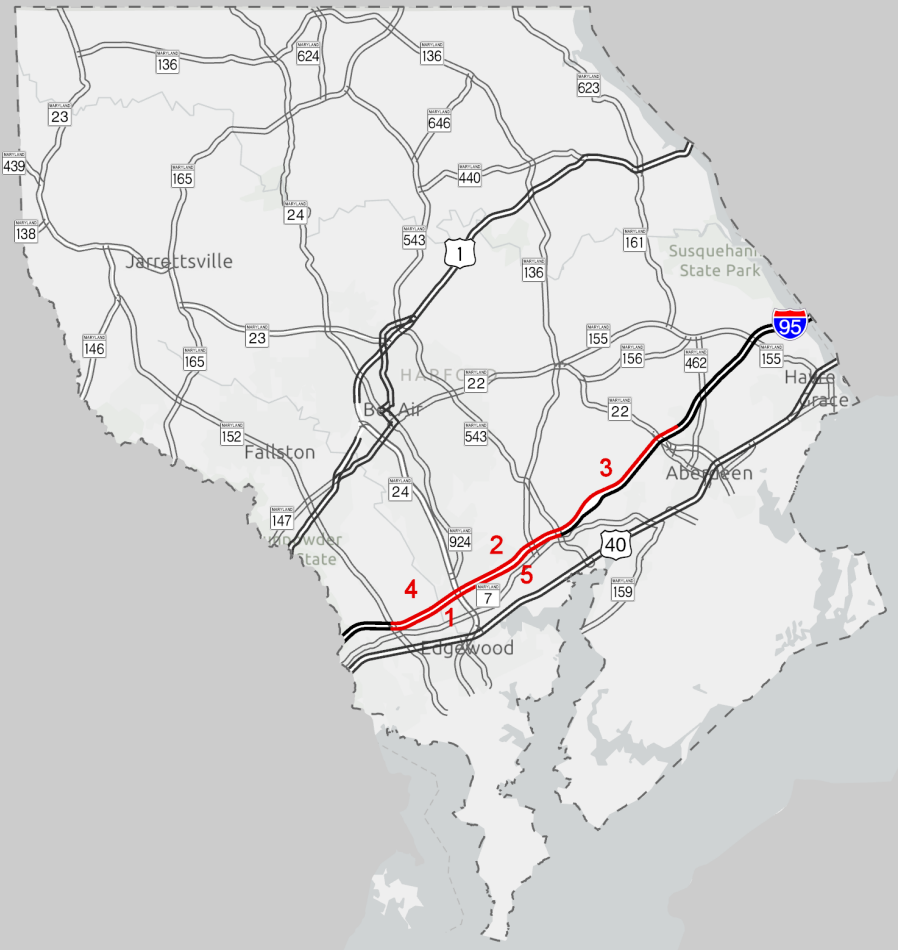 MARYLAND 624
MARYLAND 136
MARYLAND 136
MARYLAND 623
MARYLAND 23
MARYLAND 646
MARYLAND 439
MARYLAND 165
MARYLAND 440
MARYLAND 24
MARYLAND 138
MARYLAND 543
MARYLAND 161
1
Susquehan
State Park
Jarrettsville
MARYLAND 136
95
MARYLAND 23
MARYLAND 155
MARYLAND 146
MARYLAND 165
MARYLAND 156
MARYLAND 462
MARYLAND 155
HARFO D
MARYLAND 22
Havre
Grace
Bel Air
MARYLAND 22
MARYLAND 152
MARYLAND 543
Fallston
3
Aberdeen
MARYLAND 24
MARYLAND 147
MARYLAND 924
2
40
State
5
4
MARYLAND 7
MARYLAND 159
1
Edgewood